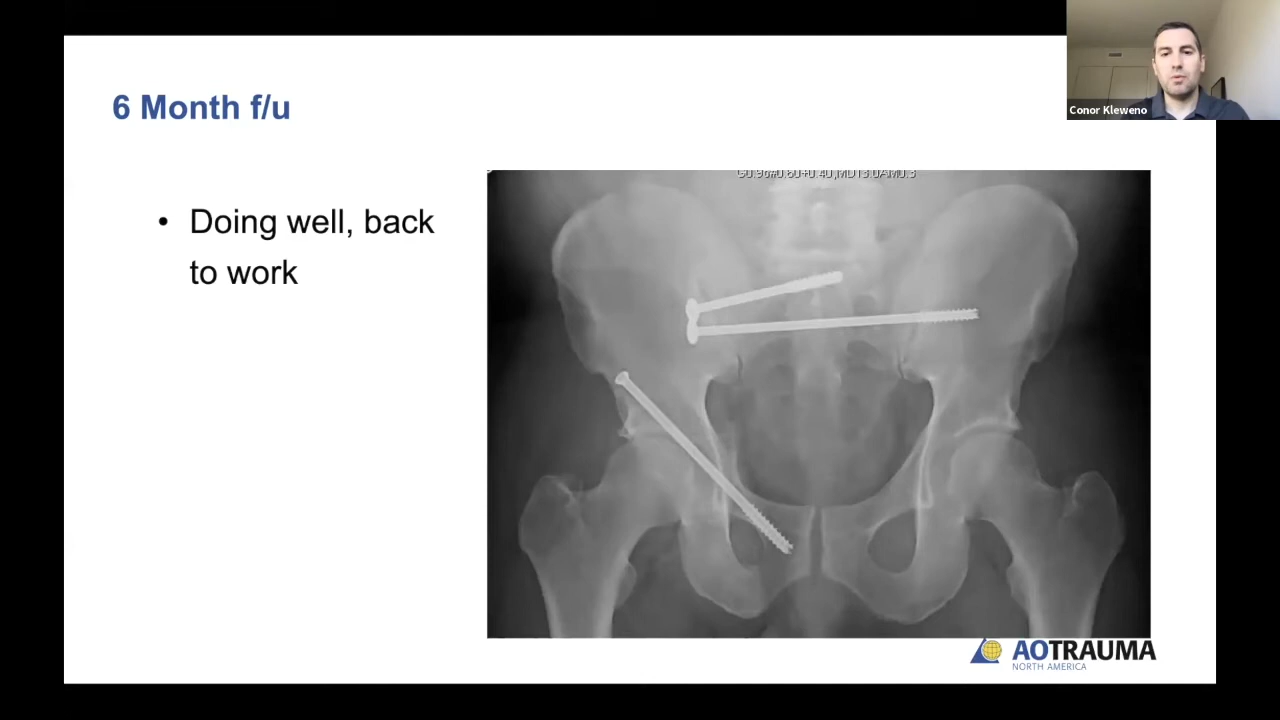 6 Month f/u
• Doing well, back
to work
Conor Kleweno
AOTRAUMA
NORTH AMERICA